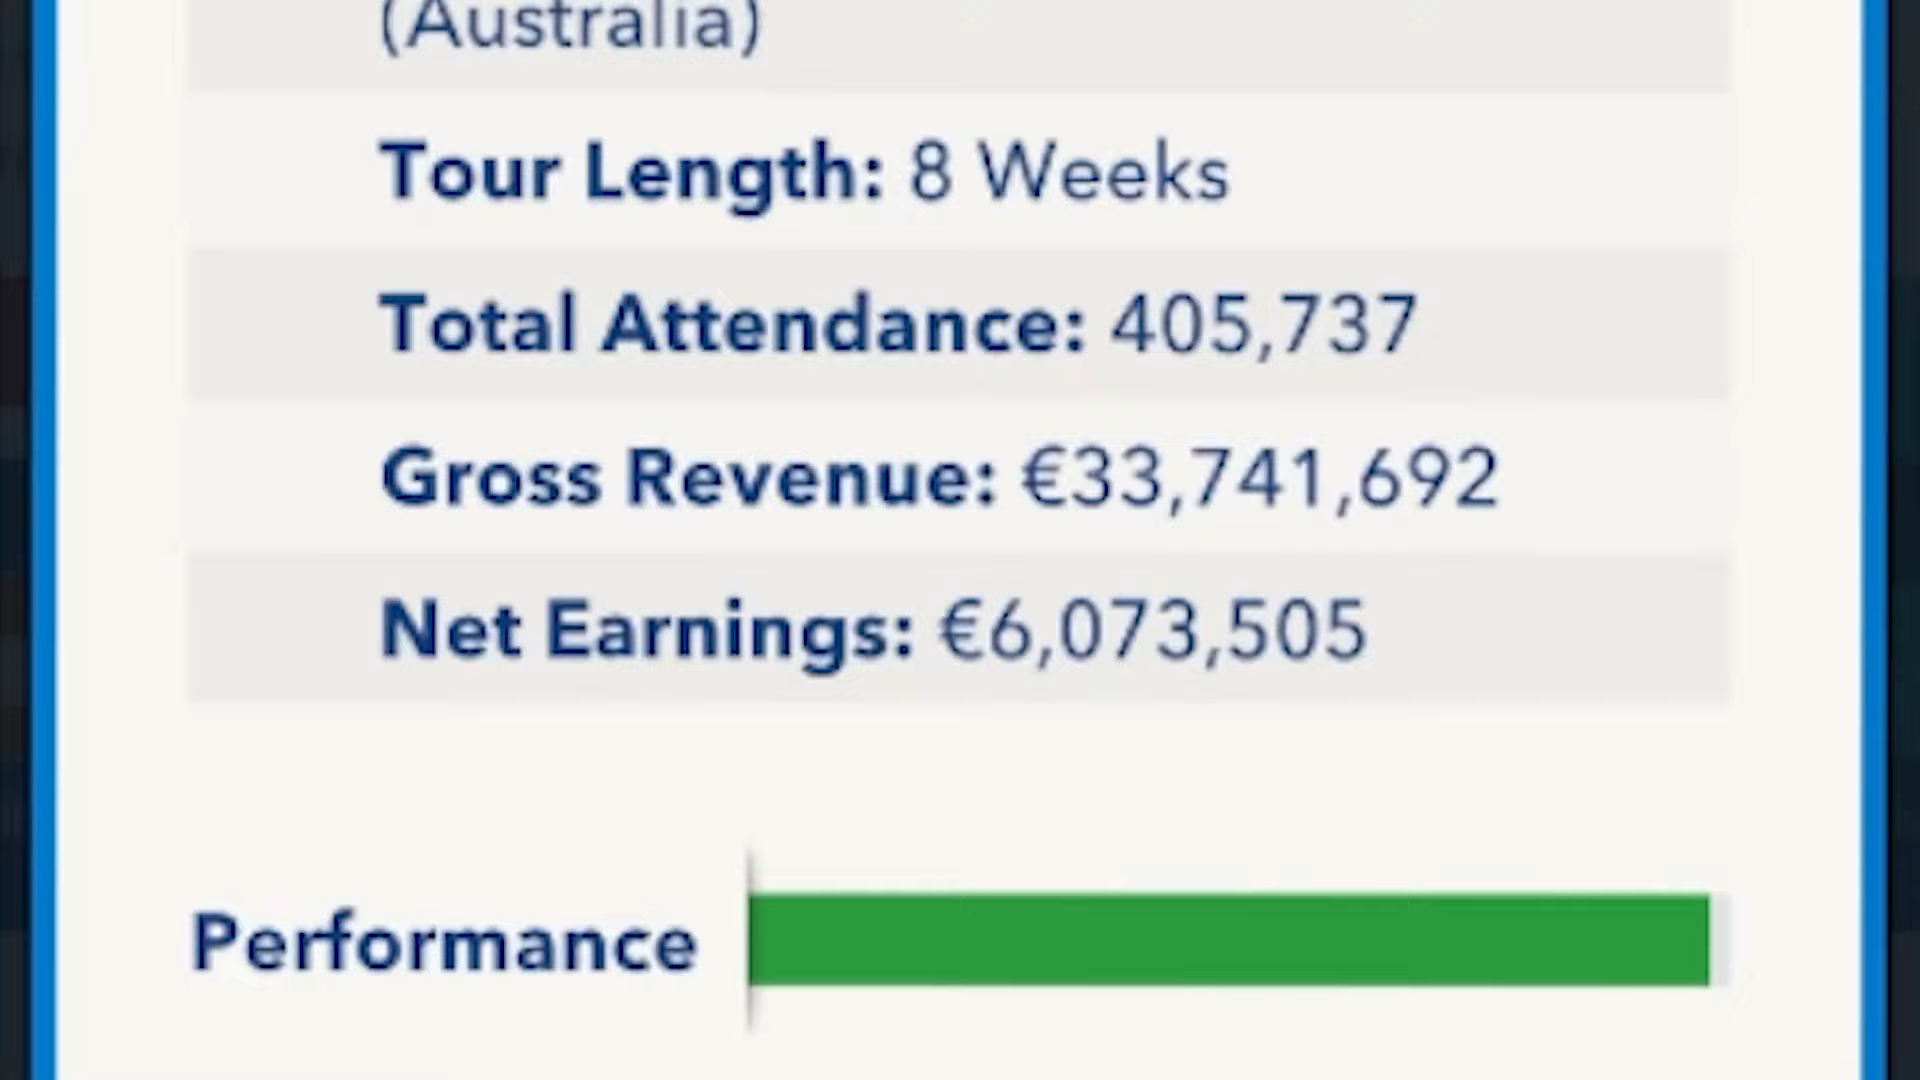 (Australia)
Tour Length: 8 Weeks
Total Attendance: 405,737
Gross Revenue: €33,741,692
Net Earnings: €6,073,505
Performance